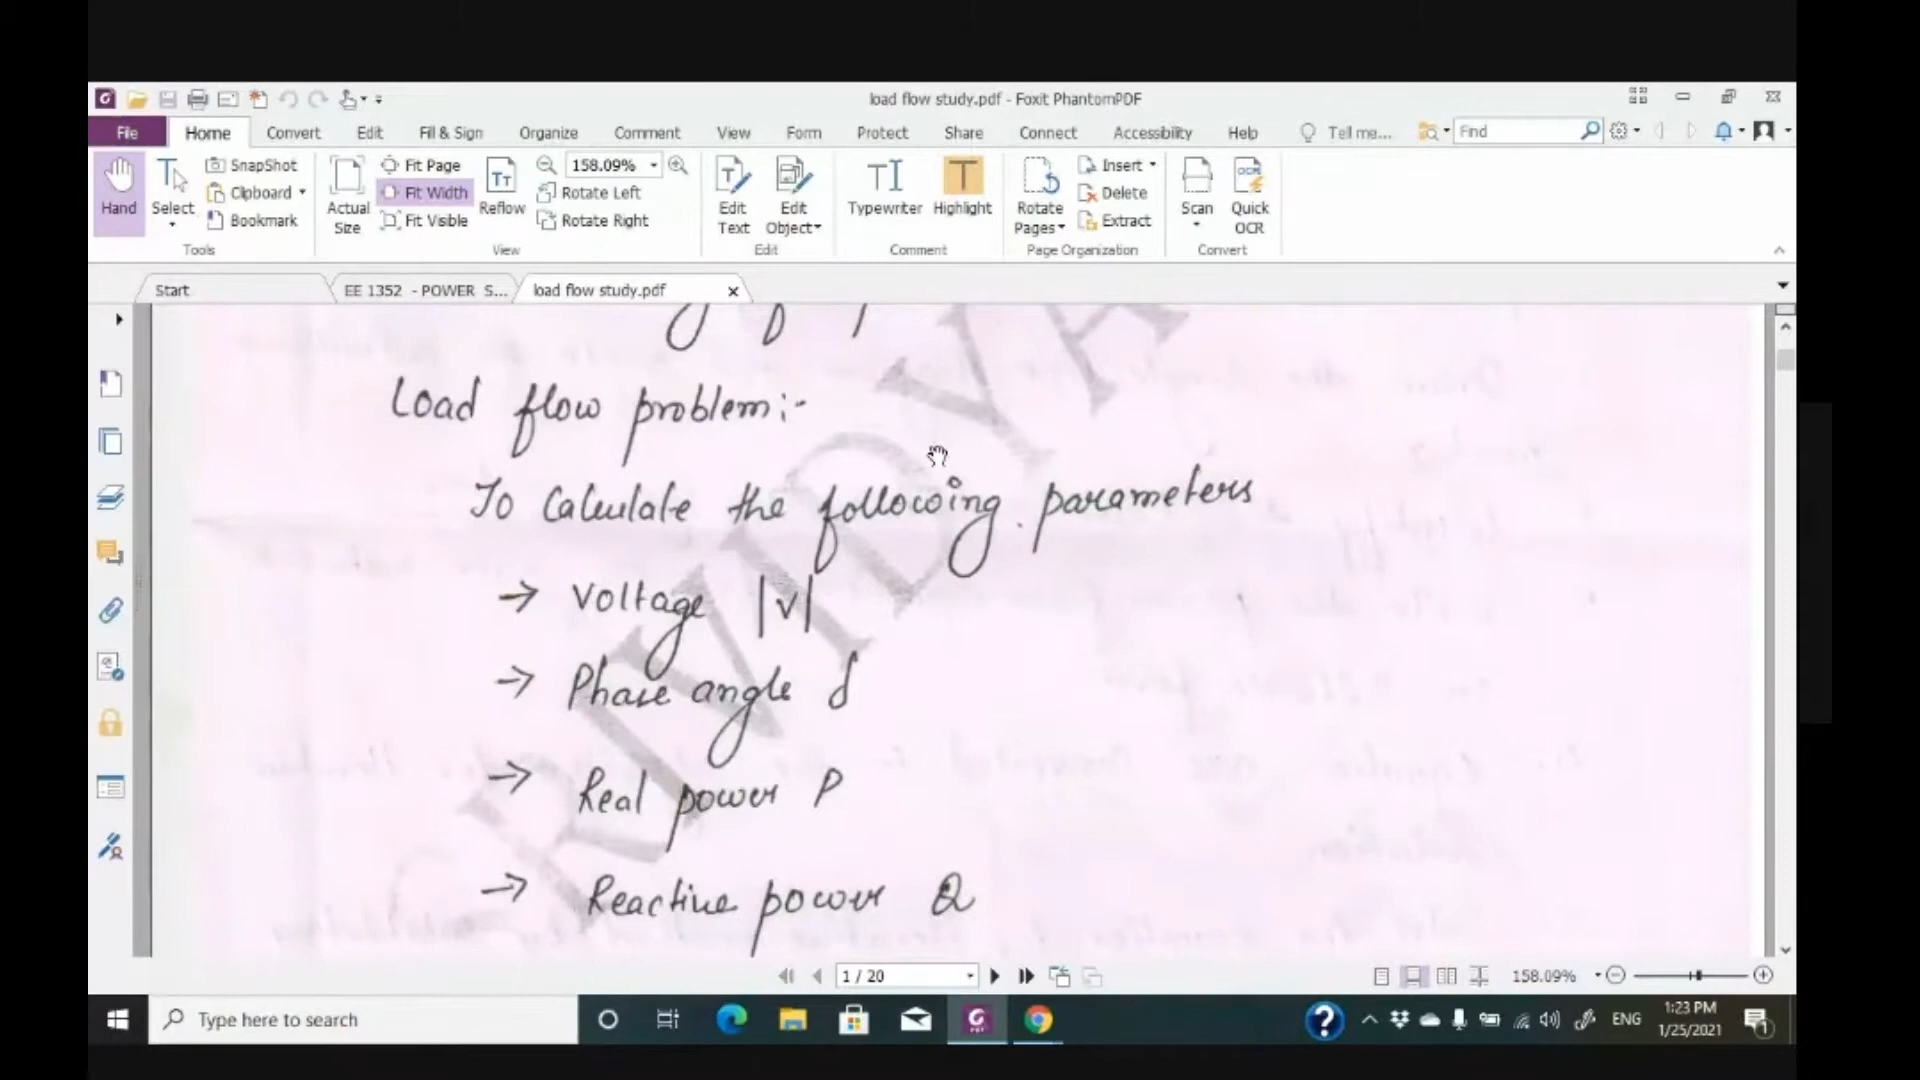 load flow study.pdf - Foxit PhantomPDF
File Home Convert Edit Fill & Sign Organize Comment View Form Protect Share Connect Accessibility Help Tell me... Find
Hand
Select
SnapShot
Clipboard
Bookmark
Tools
Actual Size
Fit Page
Fit Width
Fit Visible
Reflow
158.09%
Rotate Left
Rotate Right
View
Edit Text
Edit Object
Edit
Typewriter
Highlight
Comment
Rotate Pages
Insert
Delete
Extract
Page Organization
Scan
Quick OCR
Convert
Start
EE 1352 - POWER S...
load flow study.pdf
Load flow problem:-
To Calculate the following parameters
→ Voltage |V|
→ Phase angle δ
→ Real power P
→ Reactive power Q
1 / 20
158.09%
Type here to search
ENG
1:23 PM
1/25/2021